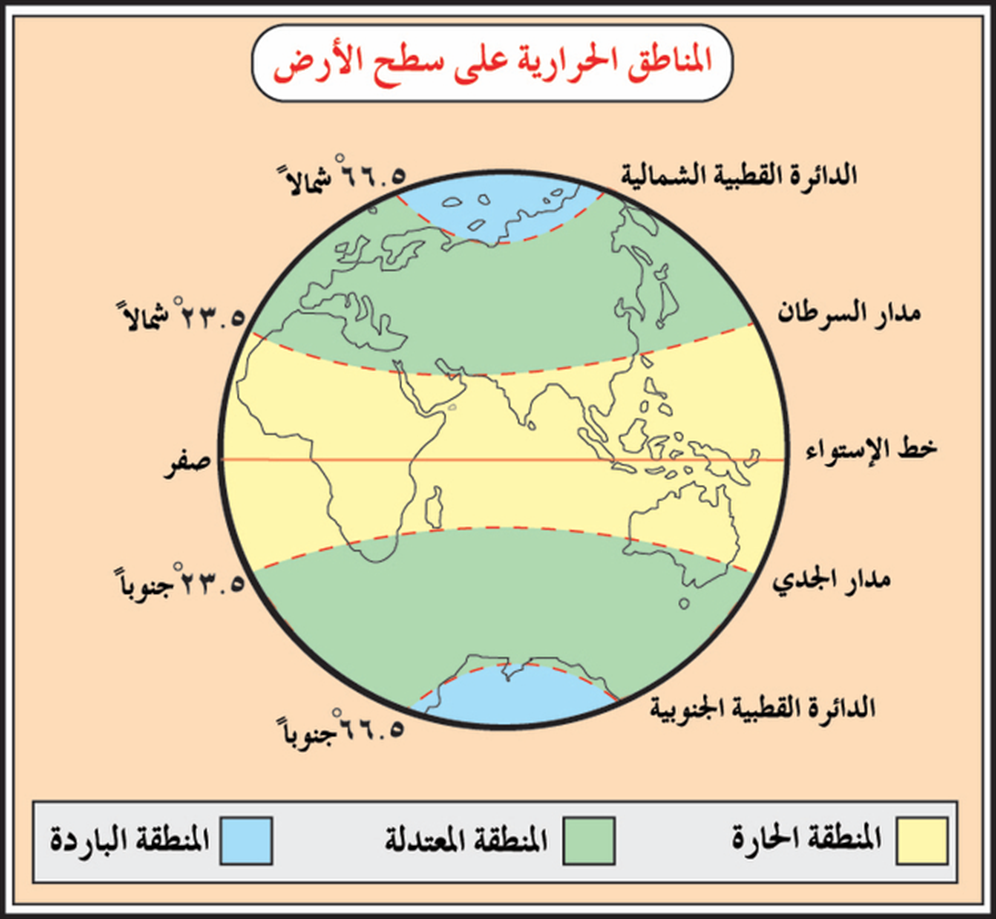 المناطق الحرارية على سطح الأرض
الدائرة القطبية الشمالية
٦٦.٥° شمالاً
مدار السرطان
٢٣.٥° شمالاً
خط الإستواء
صفر
مدار الجدي
٢٣.٥° جنوباً
الدائرة القطبية الجنوبية
٦٦.٥° جنوباً
المنطقة الحارة
المنطقة المعتدلة
المنطقة الباردة